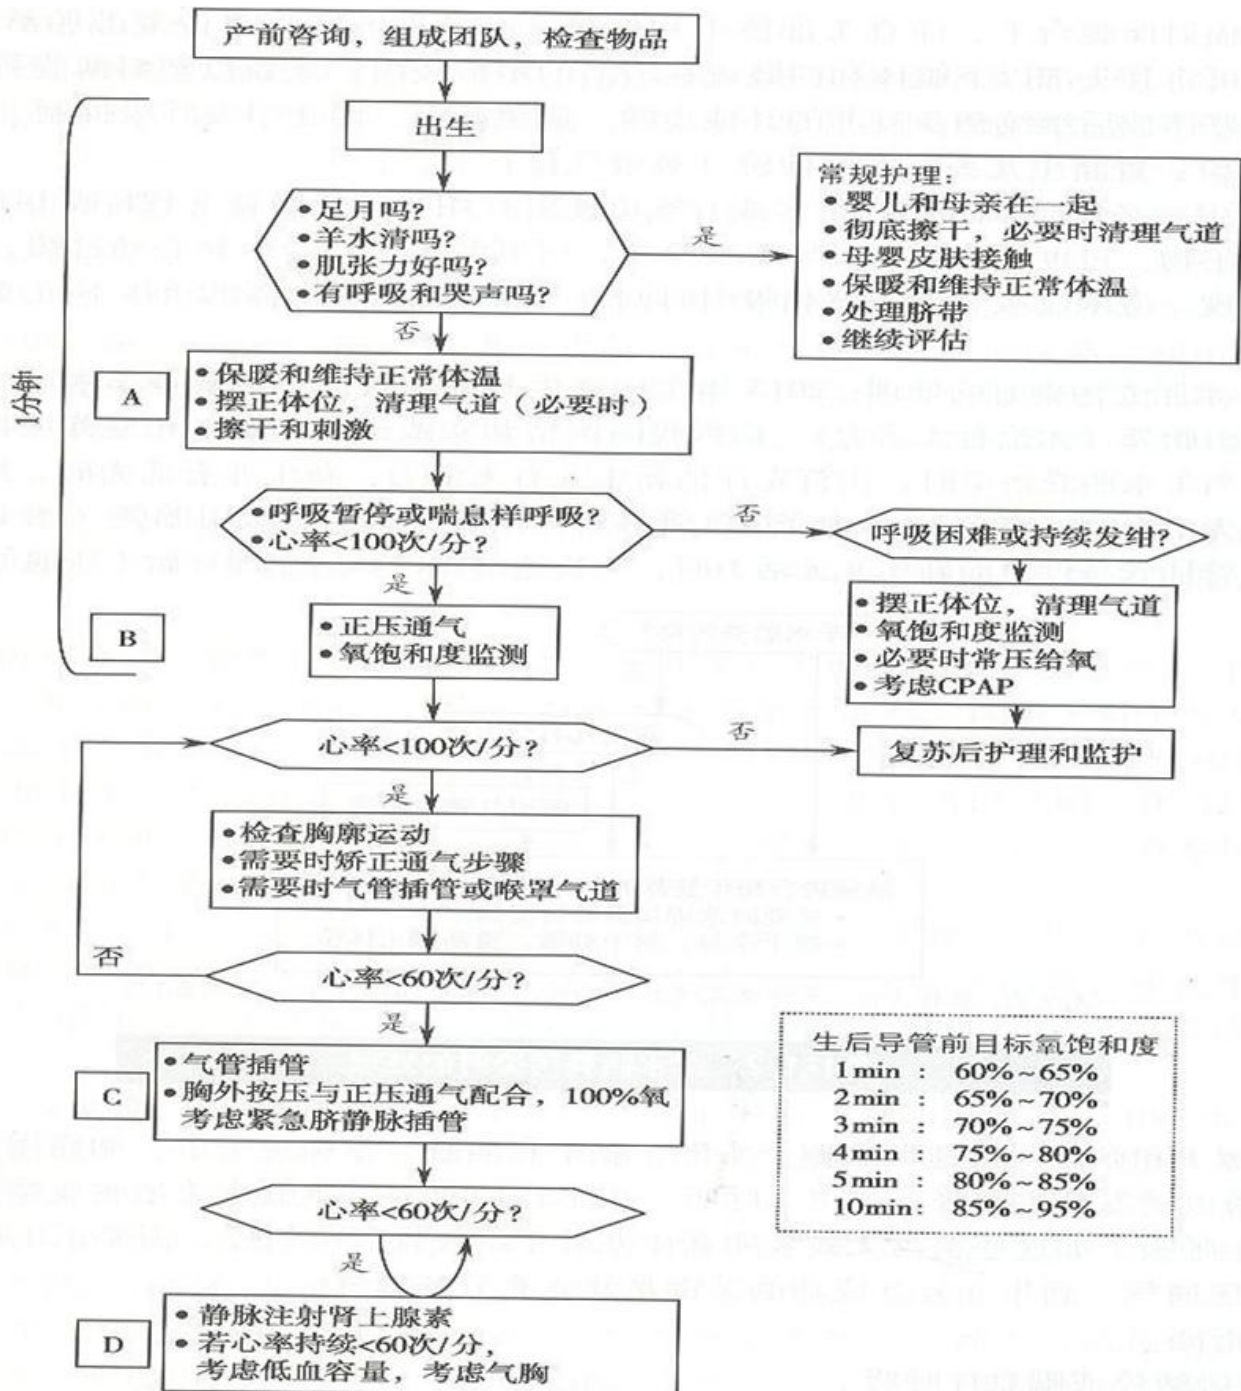 产前咨询，组成团队，检查物品
出生
•足月吗？
•羊水清吗？
•肌张力好吗？
•有呼吸和哭声吗？
是
常规护理：
•婴儿和母亲在一起
•彻底擦干，必要时清理气道
•母婴皮肤接触
•保暖和维持正常体温
•处理脐带
•继续评估
否
1分钟
A
•保暖和维持正常体温
•摆正体位，清理气道（必要时）
•擦干和刺激
•呼吸暂停或喘息样呼吸？
•心率<100次/分？
否
呼吸困难或持续发绀？
是
B
•正压通气
•氧饱和度监测
•摆正体位，清理气道
•氧饱和度监测
•必要时常压给氧
•考虑CPAP
心率<100次/分？
否
复苏后护理和监护
是
•检查胸廓运动
•需要时矫正通气步骤
•需要时气管插管或喉罩气道
否
心率<60次/分？
是
C
•气管插管
•胸外按压与正压通气配合，100%氧
考虑紧急脐静脉插管
心率<60次/分？
是
D
•静脉注射肾上腺素
•若心率持续<60次/分，
考虑低血容量，考虑气胸
生后导管前目标氧饱和度
1min：60%~65%
2min：65%~70%
3min：70%~75%
4min：75%~80%
5min：80%~85%
10min：85%~95%